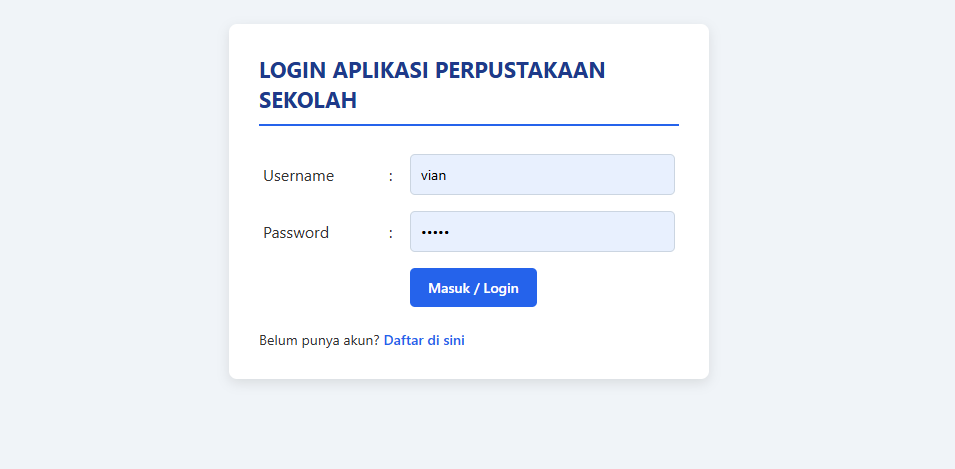 LOGIN APLIKASI PERPUSTAKAAN
SEKOLAH
Username : vian
Password : •••••
Masuk / Login
Belum punya akun? Daftar di sini